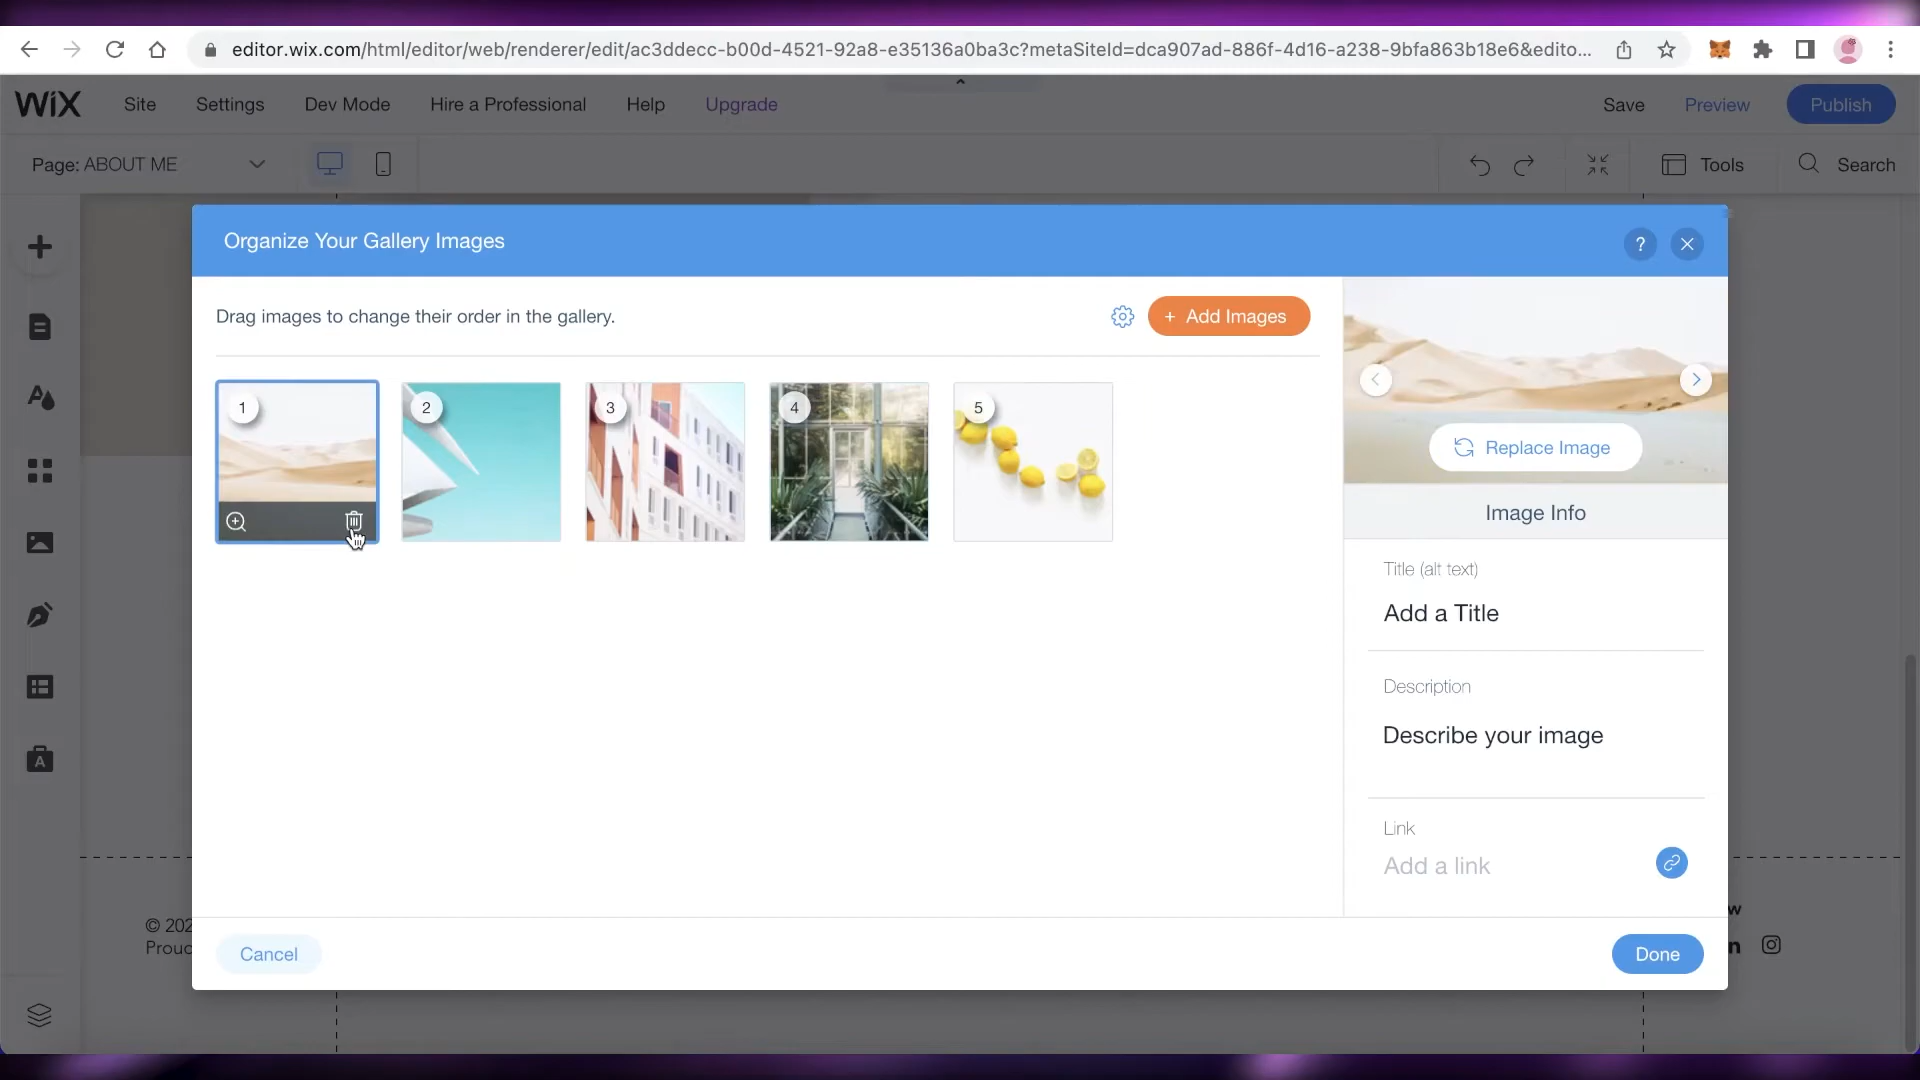 editor.wix.com/html/editor/web/renderer/edit/ac3ddecc-b00d-4521-92a8-e35136a0ba3c?metaSiteId=dca907ad-886f-4d16-a238-9bfa863b18e6&edito...
WiX Site Settings Dev Mode Hire a Professional Help Upgrade Save Preview Publish
Page: ABOUT ME Tools Search
Organize Your Gallery Images ?
Drag images to change their order in the gallery. + Add Images
1 2 3 4 5
Replace Image
Image Info
Title (alt text)
Add a Title
Description
Describe your image
A
Link
Add a link
© 202
Prouc
w
n
Cancel Done